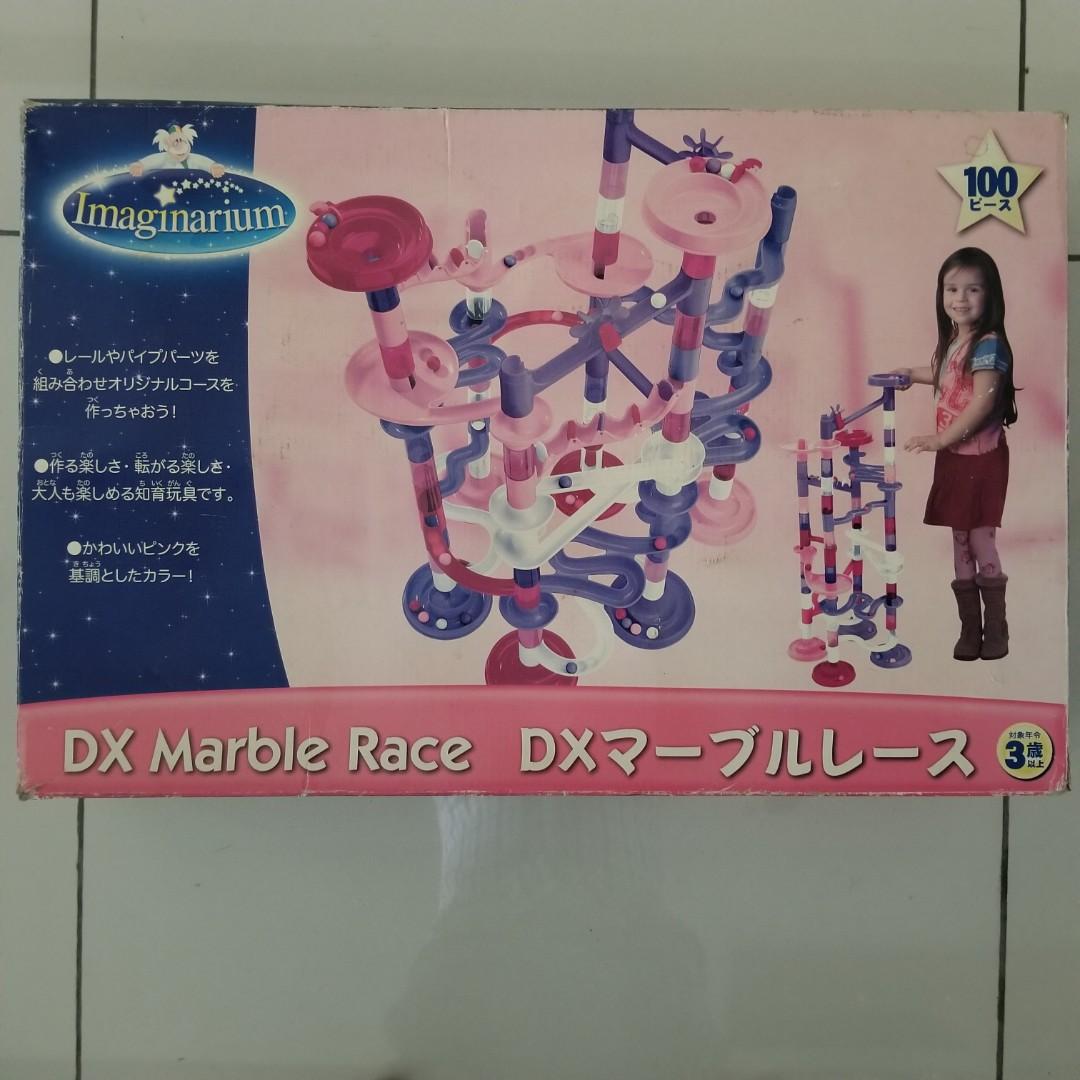 Imaginarium
100
ピース
●レールやパイプパーツを
組み合わせオリジナルコースを
作っちゃおう!
●作る楽しさ・転がる楽しさ・
大人も楽しめる知育玩具です。
●かわいいピンクを
基調としたカラー!
DX Marble Race DXマーブルレース
対象年令
3歳
以上